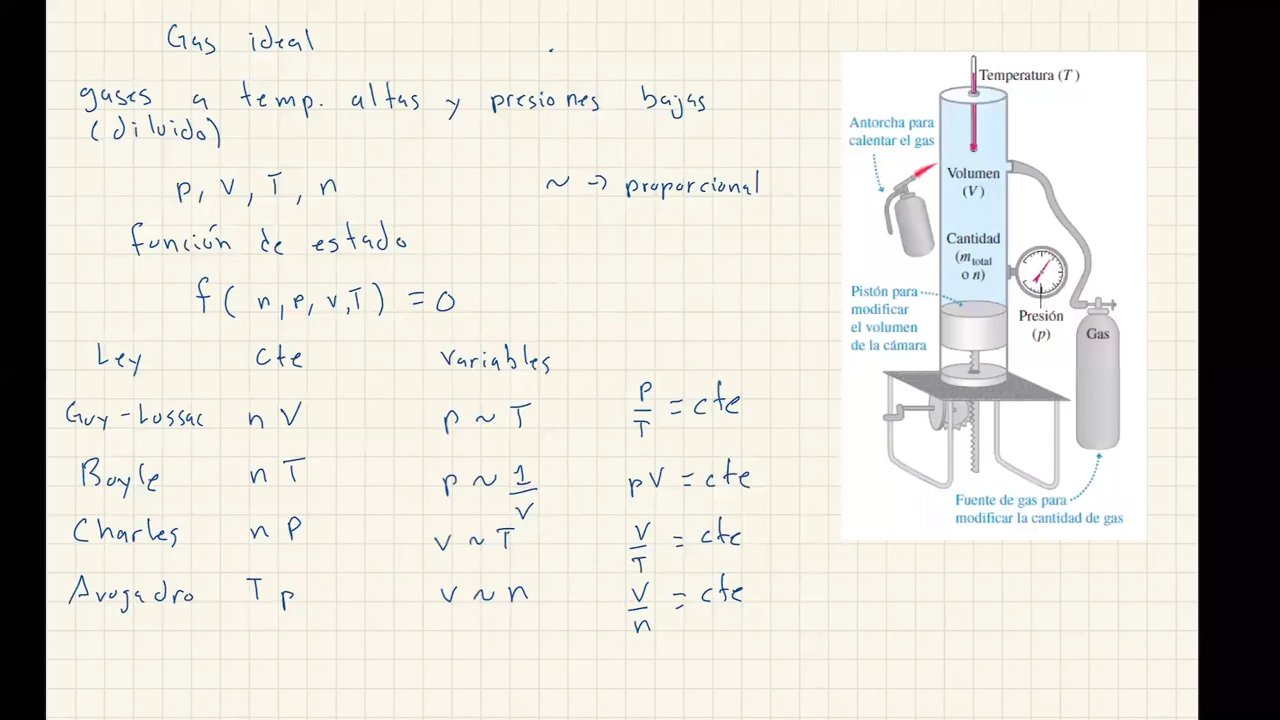 Gas ideal
gases a temp. altas y presiones bajas
(diluido)
p, V, T, n
~ → proporcional
función de estado
f( n, p, v, T ) = 0
Ley cte variables
Guy-Lussac n V p ~ T p/T = cte
Boyle n T p ~ 1/V pV = cte
Charles n P V ~ T V/T = cte
Avogadro T p V ~ n V/n = cte
Temperatura (T)
Antorcha para
calentar el gas
Volumen
(V)
Cantidad
(m total
o n)
Pistón para
modificar
el volumen
de la cámara
Presión
(p)
Gas
Fuente de gas para
modificar la cantidad de gas